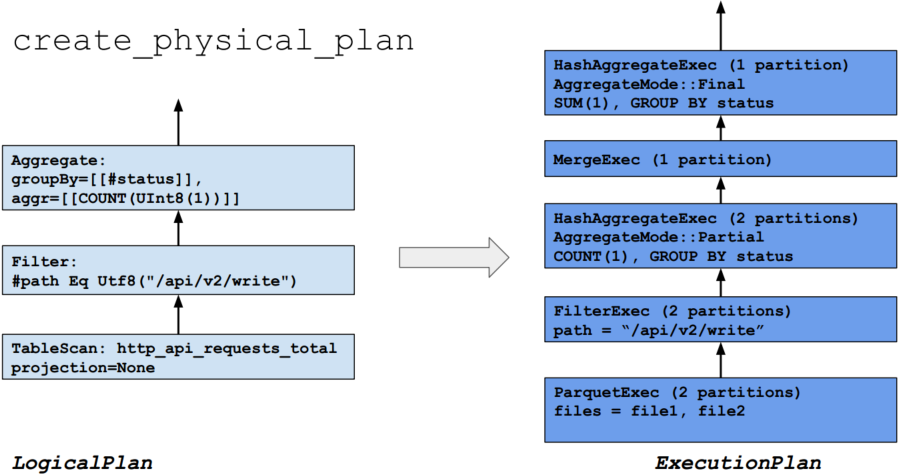 create_physical_plan
Aggregate:
groupBy=[[#status]],
aggr=[[COUNT(UInt8(1))]]
Filter:
#path Eq Utf8("/api/v2/write")
TableScan: http_api_requests_total
projection=None
LogicalPlan
HashAggregateExec (1 partition)
AggregateMode::Final
SUM(1), GROUP BY status
MergeExec (1 partition)
HashAggregateExec (2 partitions)
AggregateMode::Partial
COUNT(1), GROUP BY status
FilterExec (2 partitions)
path = “/api/v2/write”
ParquetExec (2 partitions)
files = file1, file2
ExecutionPlan